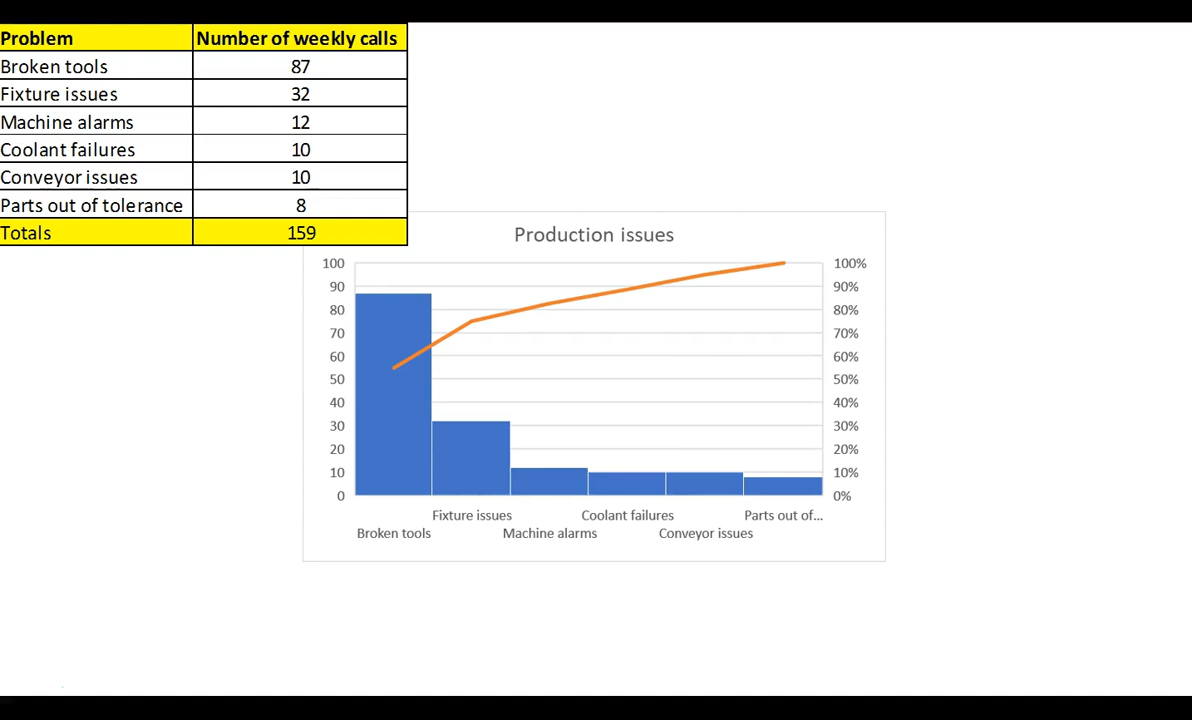 Problem Number of weekly calls
Broken tools 87
Fixture issues 32
Machine alarms 12
Coolant failures 10
Conveyor issues 10
Parts out of tolerance 8
Totals 159
Production issues
100 100%
90 90%
80 80%
70 70%
60 60%
50 50%
40 40%
30 30%
20 20%
10 10%
0 0%
Fixture issues Coolant failures Parts out of...
Broken tools Machine alarms Conveyor issues